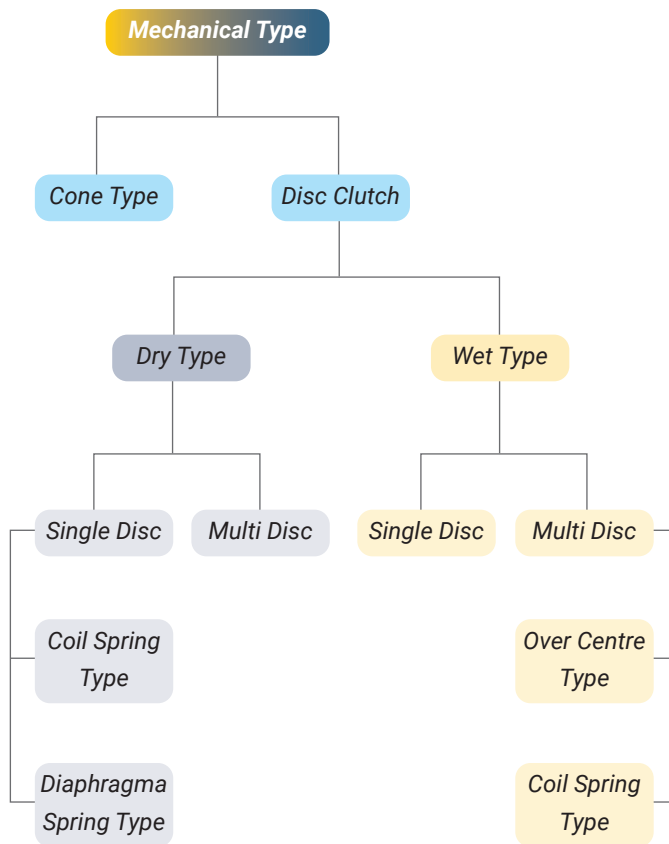 Mechanical Type
Cone Type
Disc Clutch
Dry Type
Wet Type
Single Disc
Multi Disc
Single Disc
Multi Disc
Coil Spring
Type
Over Centre
Type
Diaphragma
Spring Type
Coil Spring
Type